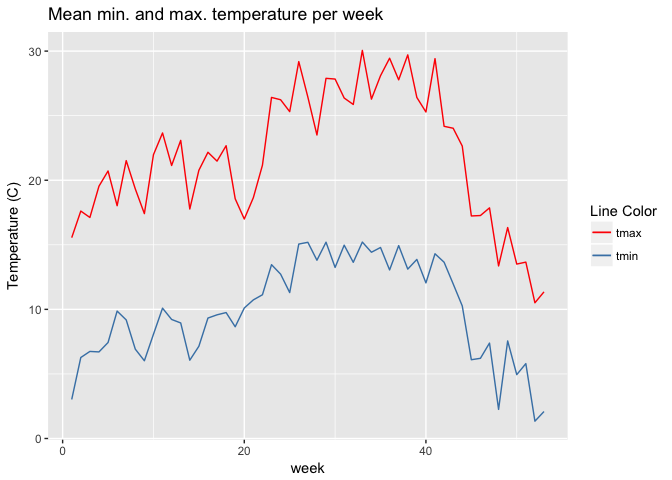 Mean min. and max. temperature per week
30
20
10
0
Temperature (C)
0
20
40
week
Line Color
tmax
tmin